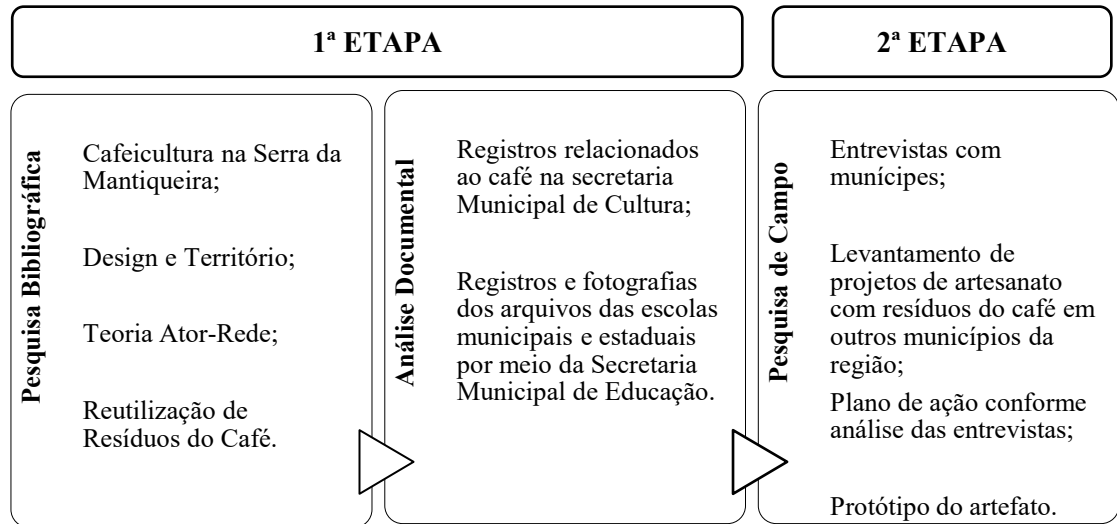 1ª ETAPA
2ª ETAPA
Pesquisa Bibliográfica
Cafeicultura na Serra da
Mantiqueira;
Design e Território;
Teoria Ator-Rede;
Reutilização de
Resíduos do Café.
Análise Documental
Registros relacionados
ao café na secretaria
Municipal de Cultura;
Registros e fotografias
dos arquivos das escolas
municipais e estaduais
por meio da Secretaria
Municipal de Educação.
Pesquisa de Campo
Entrevistas com
munícipes;
Levantamento de
projetos de artesanato
com resíduos do café em
outros municípios da
região;
Plano de ação conforme
análise das entrevistas;
Protótipo do artefato.